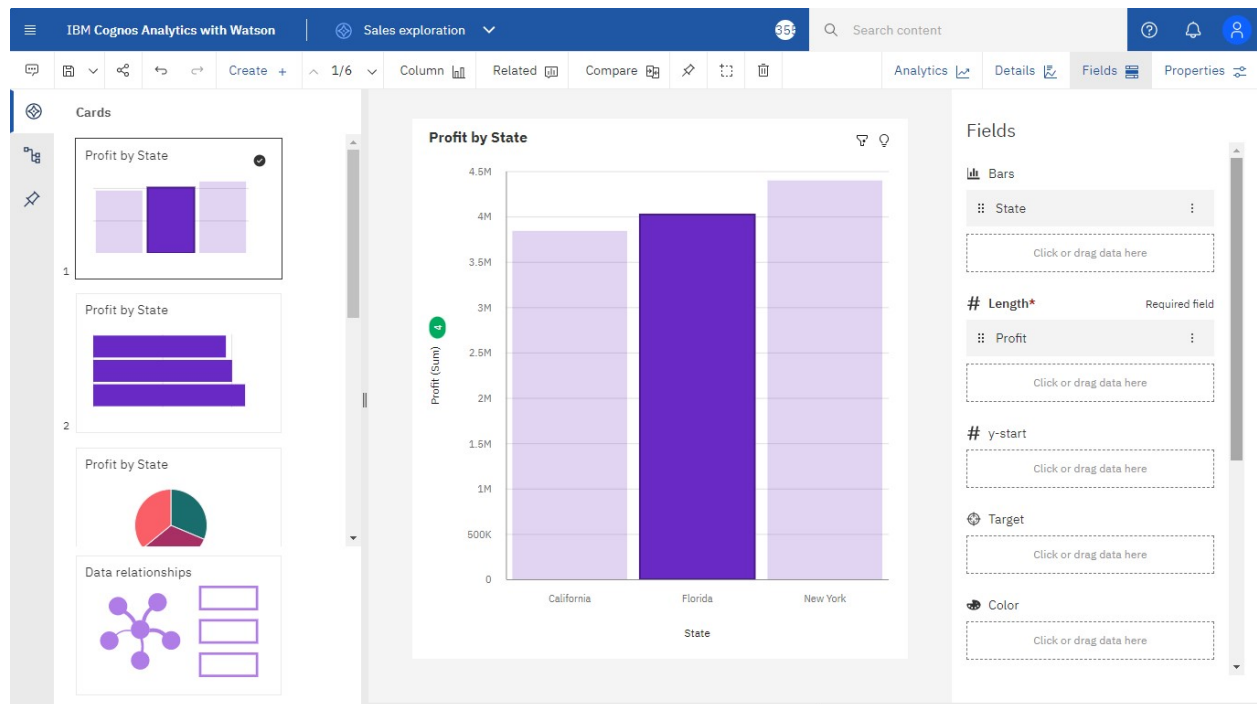 IBM Cognos Analytics with Watson
Sales exploration
Search content
Create +
1/6
Column
Related
Compare
Analytics
Details
Fields
Properties
Cards
Profit by State
1
Profit by State
2
Profit by State
Data relationships
Profit by State
4.5M
4M
3.5M
3M
2.5M
2M
1.5M
1M
500K
0
Profit (Sum)
4
California
Florida
New York
State
Fields
Bars
State
Click or drag data here
# Length* Required field
Profit
Click or drag data here
# y-start
Click or drag data here
Target
Click or drag data here
Color
Click or drag data here